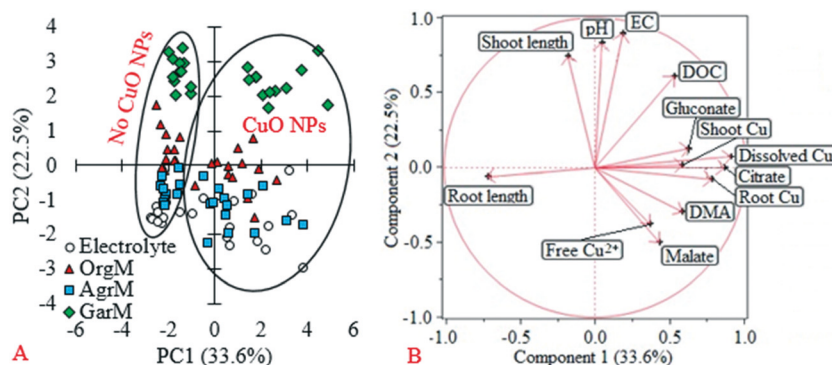 4
3
2
1
0
-1
-2
-3
4
PC2 (22.5%)
No CuO NPs
CuO NPs
Electrolyte
OrgM
AgrM
GarM
-6 -4 -2 0 2 4 6
PC1 (33.6%)
A
1.0
0.5
0.0
-0.5
-1.0
Component 2 (22.5%)
Shoot length
pH
EC
DOC
Gluconate
Shoot Cu
Dissolved Cu
Citrate
Root Cu
Root length
DMA
Free Cu²⁺
Malate
-1.0 -0.5 0.0 0.5 1.0
Component 1 (33.6%)
B